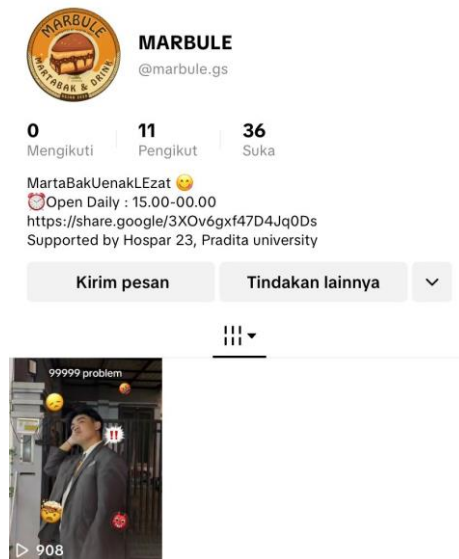 MARBULE
MARTABAK & DRINK
MARBULE
@marbule.gs
0
Mengikuti
11
Pengikut
36
Suka
MartaBakUenakLEzat 😋
⏰Open Daily : 15.00-00.00
https://share.google/3XOv6gxf47D4Jq0Ds
Supported by Hospar 23, Pradita university
Kirim pesan
Tindakan lainnya
99999 problem
908